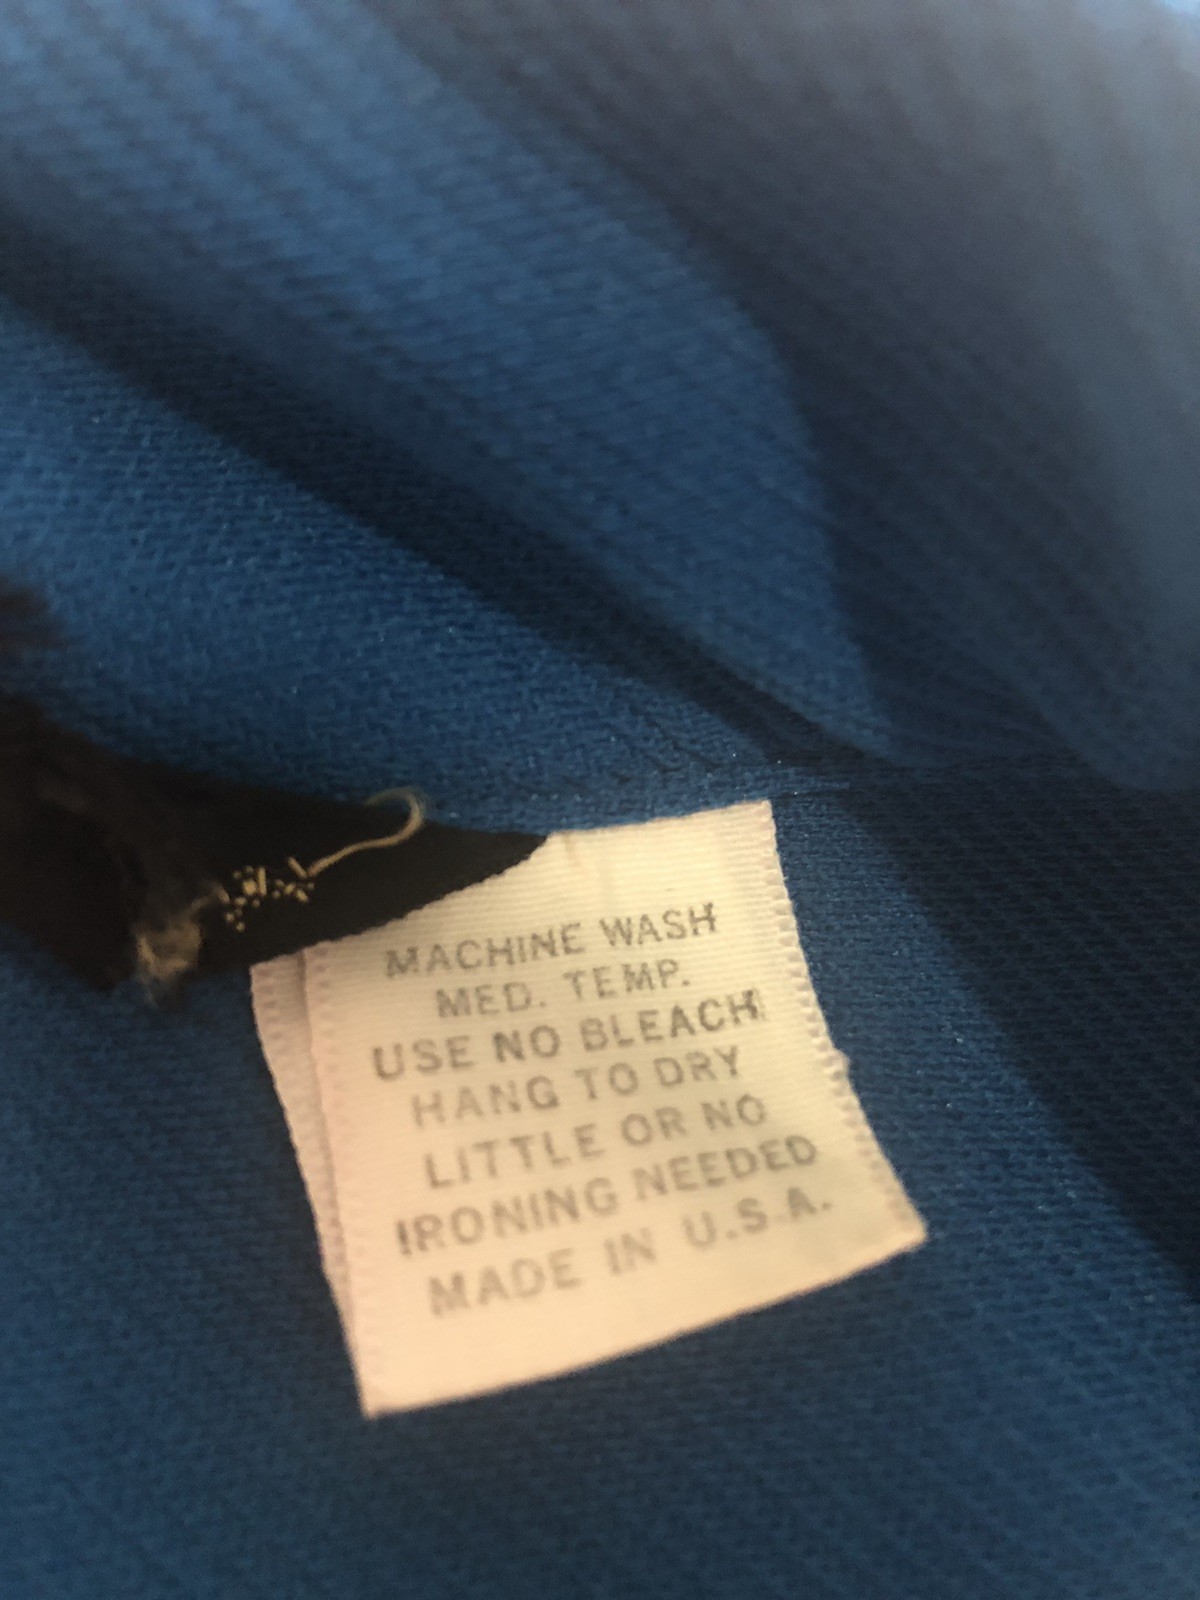 MACHINE WASH
MED. TEMP.
USE NO BLEACH
HANG TO DRY
LITTLE OR NO
IRONING NEEDED
MADE IN U.S.A.